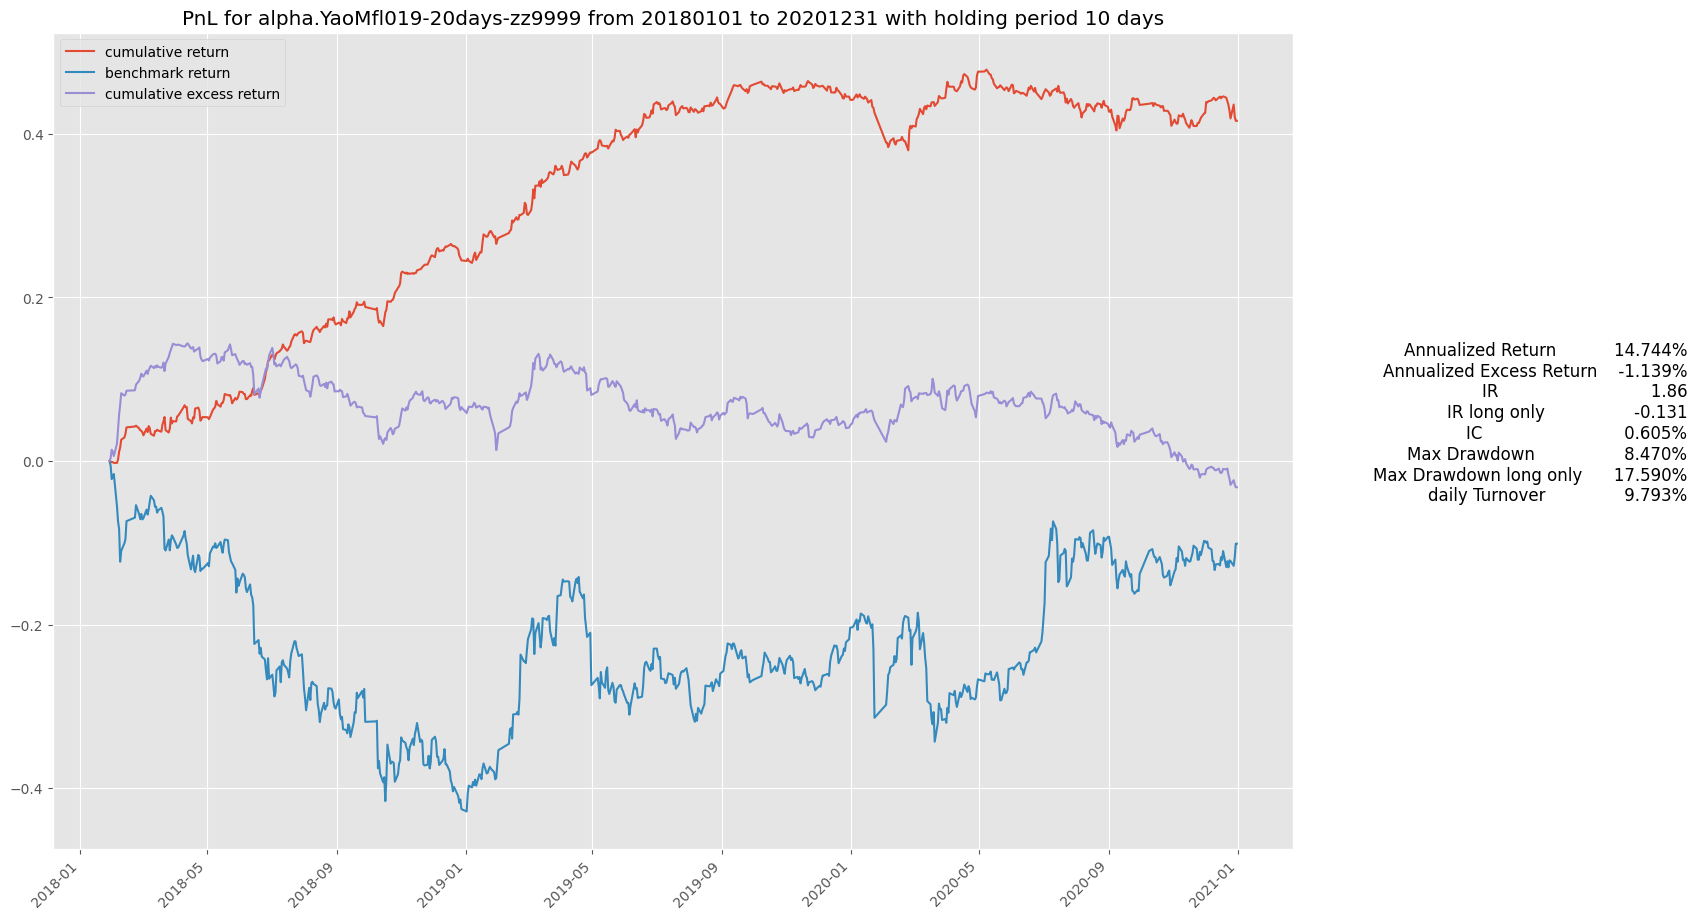 PnL for alpha.YaoMfl019-20days-zz9999 from 20180101 to 20201231 with holding period 10 days
cumulative return
benchmark return
cumulative excess return
0.4
0.2
0.0
−0.2
−0.4
2018-01
2018-05
2018-09
2019-01
2019-05
2019-09
2020-01
2020-05
2020-09
2021-01
Annualized Return 14.744%
Annualized Excess Return -1.139%
IR 1.86
IR long only -0.131
IC 0.605%
Max Drawdown 8.470%
Max Drawdown long only 17.590%
daily Turnover 9.793%